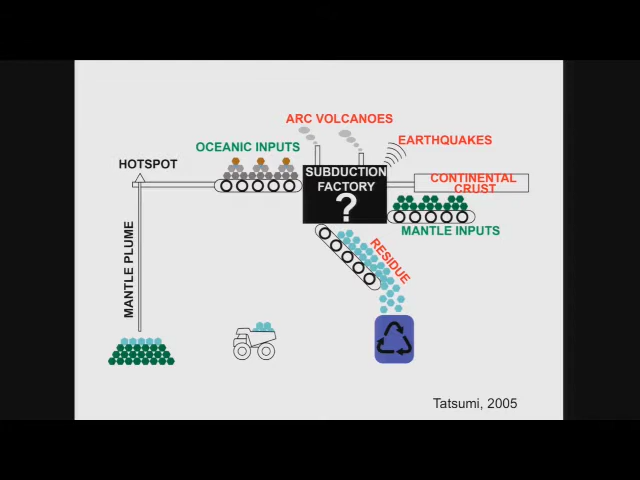 ARC VOLCANOES
EARTHQUAKES
OCEANIC INPUTS
HOTSPOT
SUBDUCTION
FACTORY
?
CONTINENTAL
CRUST
MANTLE INPUTS
MANTLE PLUME
RESIDUE
Tatsumi, 2005